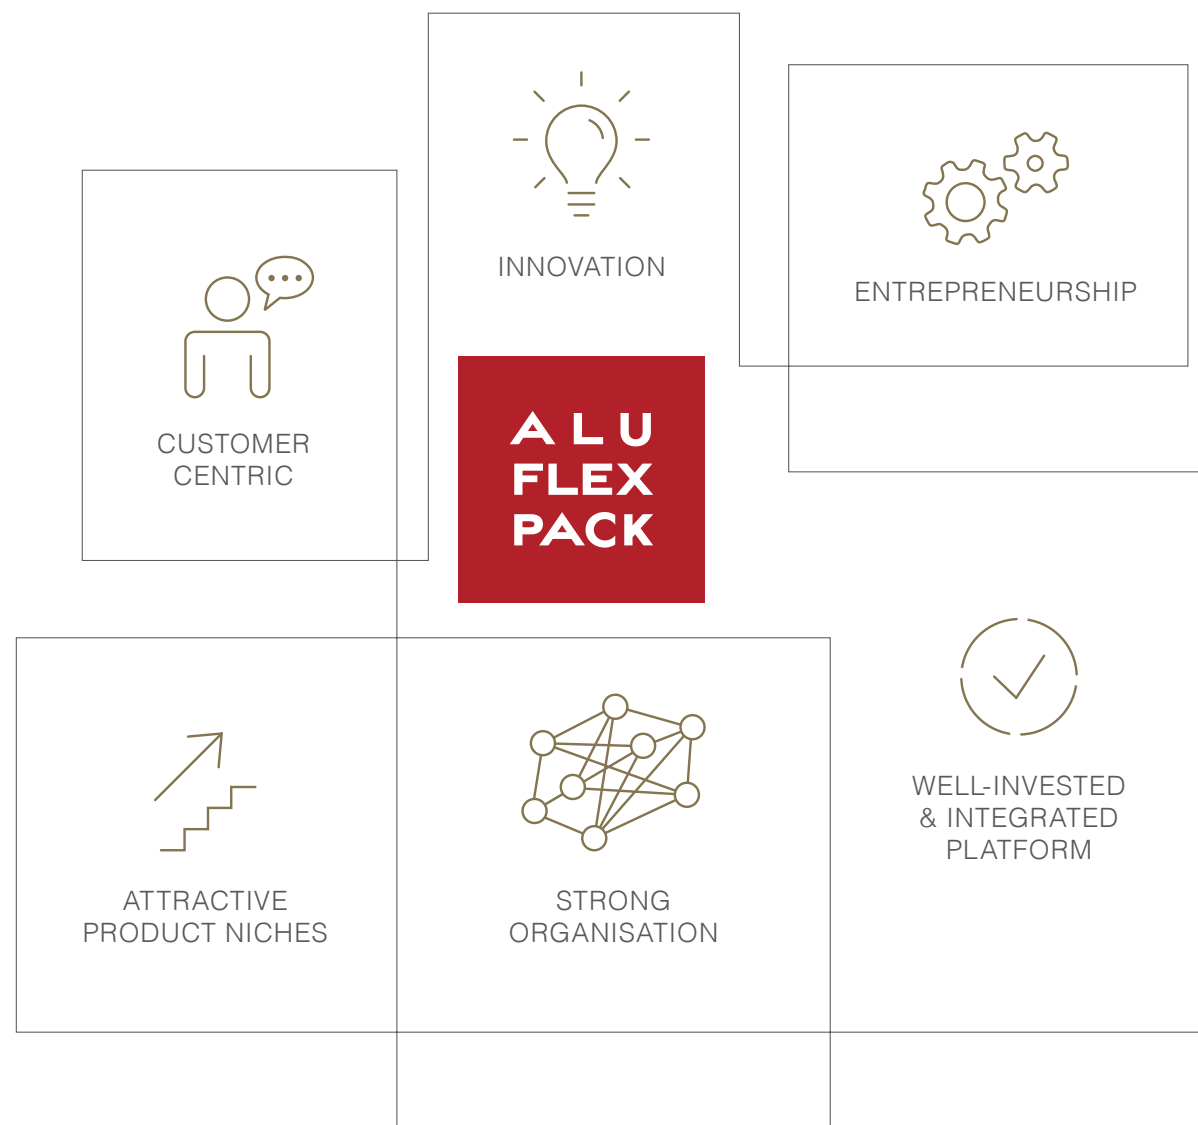 INNOVATION
ENTREPRENEURSHIP
CUSTOMER
CENTRIC
ALU
FLEX
PACK
ATTRACTIVE
PRODUCT NICHES
STRONG
ORGANISATION
WELL-INVESTED
& INTEGRATED
PLATFORM